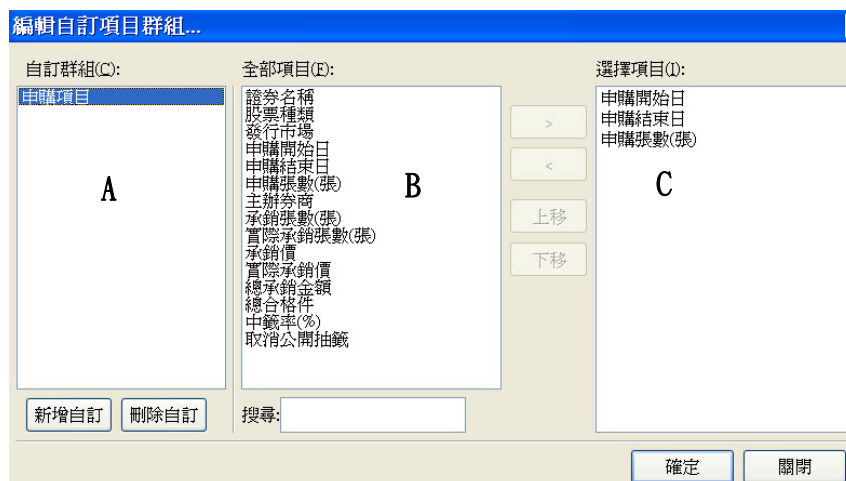 編輯自訂項目群組...
自訂群組(C):
申購項目
A
新增自訂
刪除自訂
全部項目(E):
證券名稱
股票種類
發行市場
申購開始日
申購結束日
申購張數(張)
主辦券商
承銷張數(張)
實際承銷張數(張)
承銷價
實際承銷價
總承銷金額
總合格件
中籤率(%)
取消公開抽籤
B
搜尋:
>
<
上移
下移
選擇項目(I):
申購開始日
申購結束日
申購張數(張)
C
確定
關閉